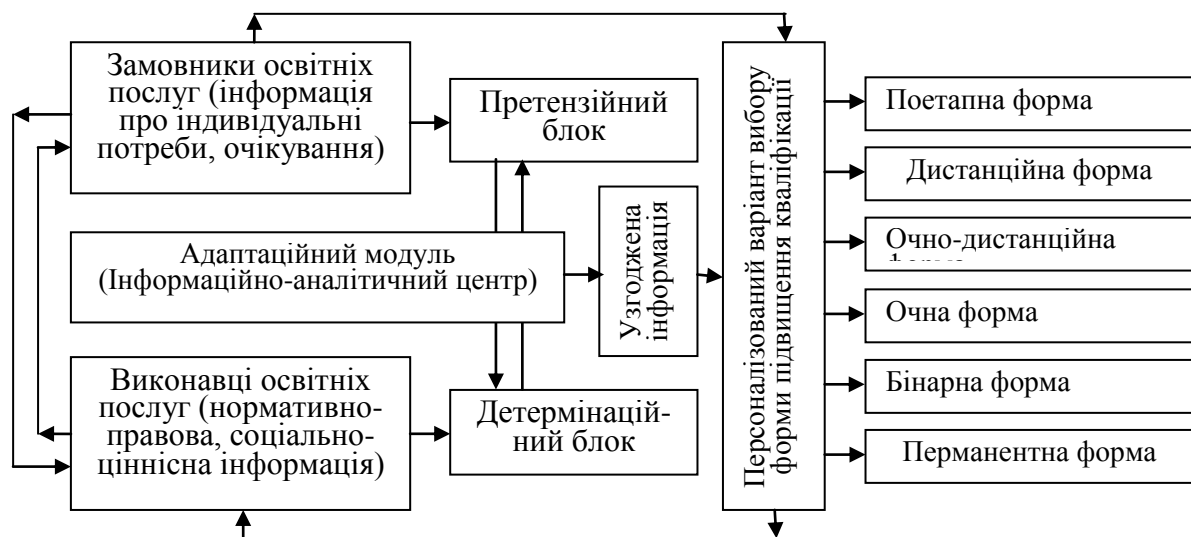 Замовники освітніх
послуг (інформація
про індивідуальні
потреби, очікування)
Претензійний
блок
Адаптаційний модуль
(Інформаційно-аналітичний центр)
Узгоджена
інформація
Виконавці освітніх
послуг (нормативно-
правова, соціально-
ціннісна інформація)
Детермінацій-
ний блок
Персоналізований варіант вибору
форми підвищення кваліфікації
Поетапна форма
Дистанційна форма
Очно-дистанційна
Очна форма
Бінарна форма
Перманентна форма